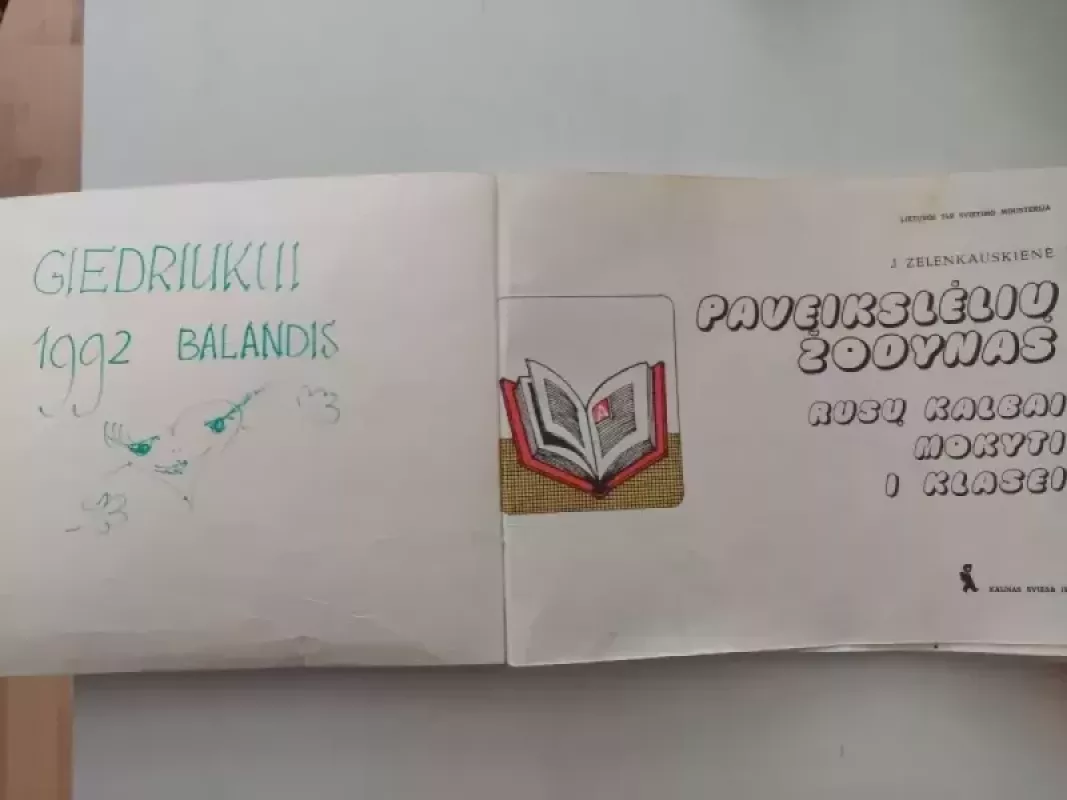 GIEDRIUKUI
1992 BALANDIS
LIETUVOS TSR ŠVIETIMO MINISTERIJA
J. ZELENKAUSKIENĖ
PAVEIKSLĖLIŲ
ŽODYNAS
RUSŲ KALBAI
MOKYTI
I KLASEI
A
KAUNAS ŠVIESA